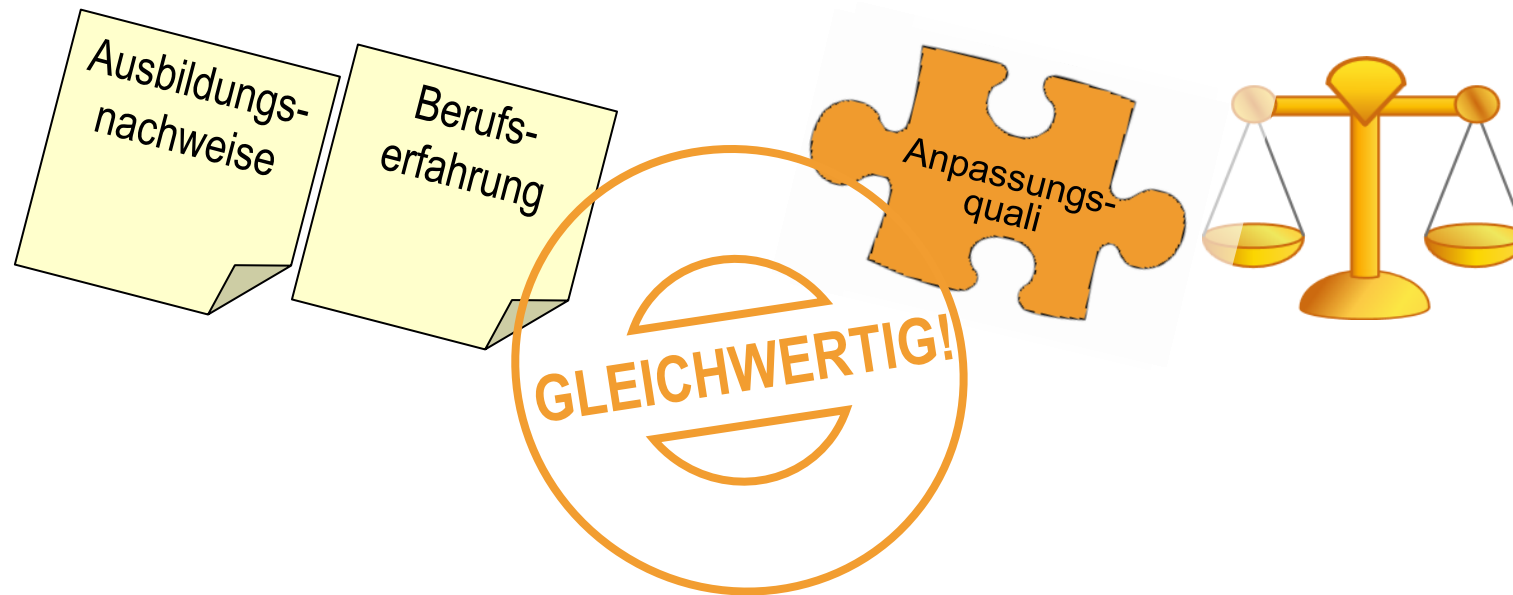 Ausbildungs-
nachweise
Berufs-
erfahrung
Anpassungs-
quali
GLEICHWERTIG!